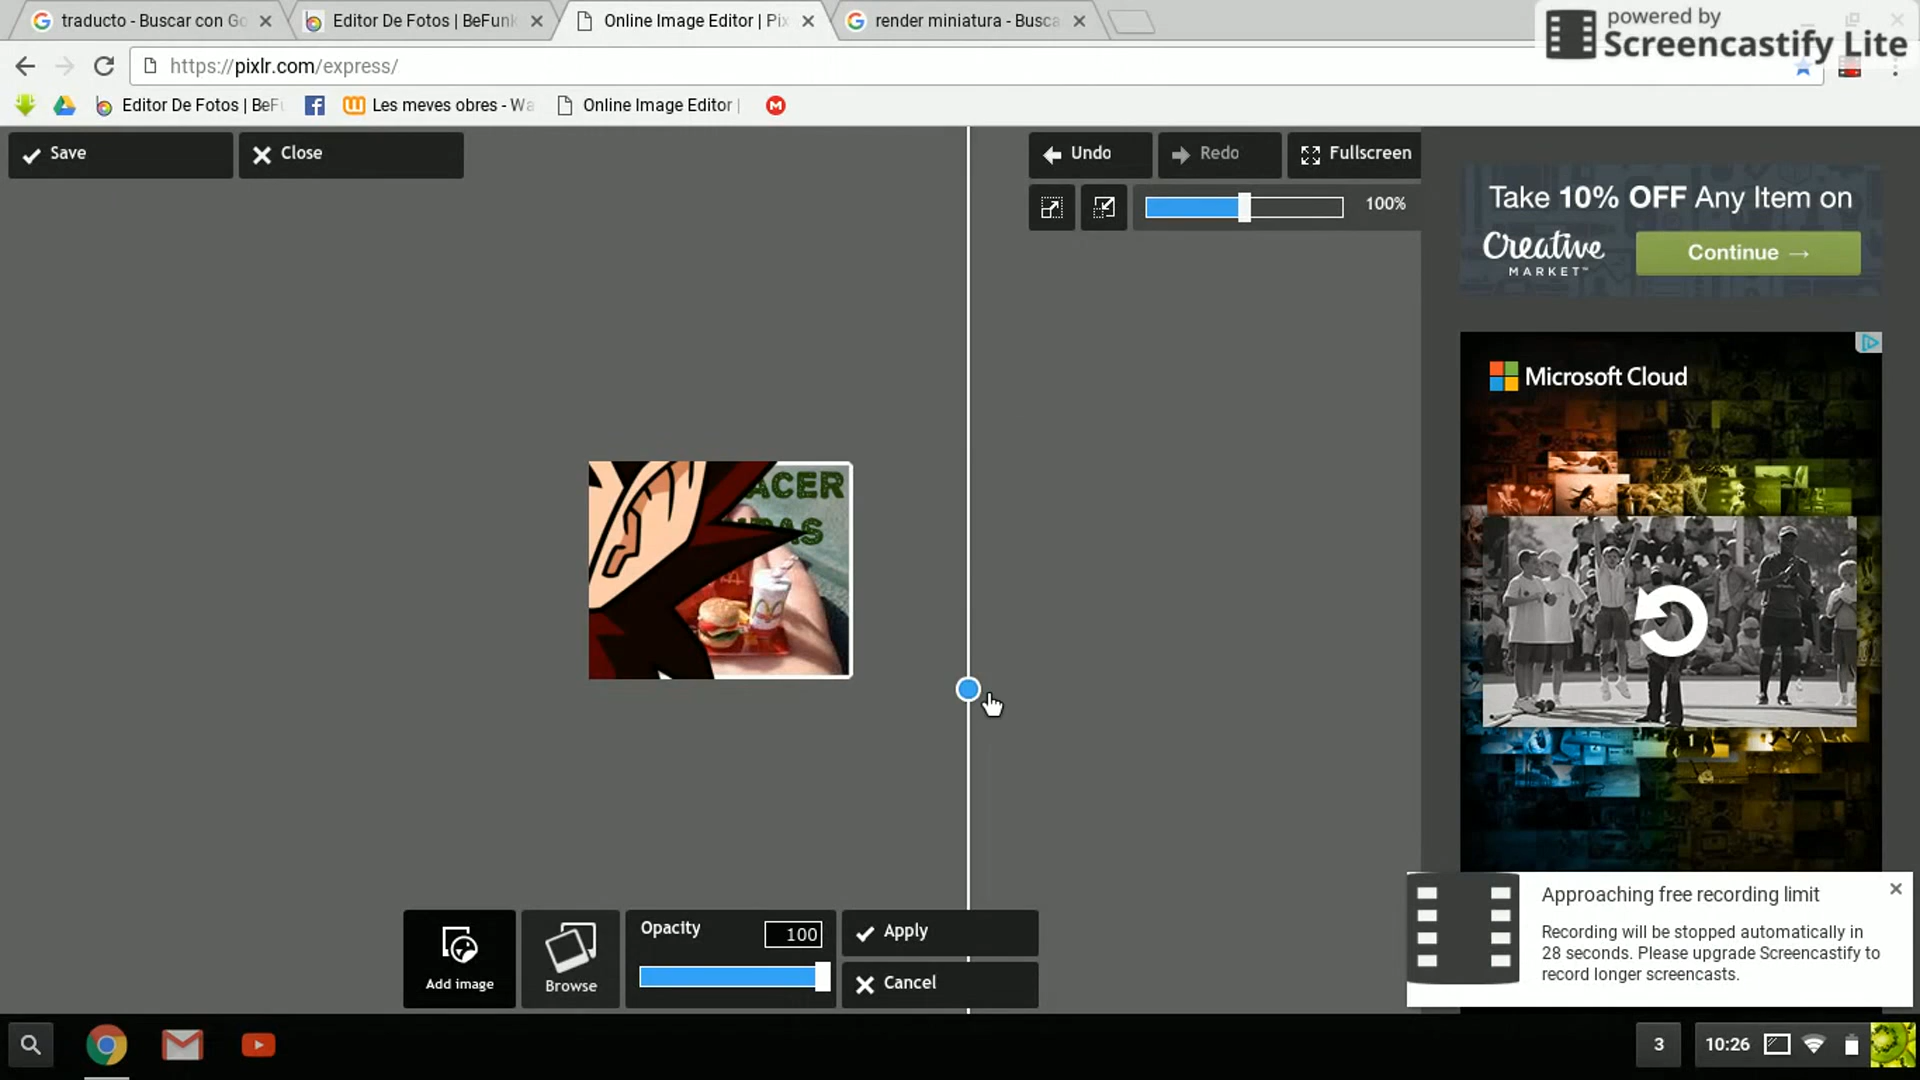 traducto - Buscar con Go
Editor De Fotos | BeFunk
Online Image Editor | Pix
render miniatura - Busca
powered by
Screencastify Lite
https://pixlr.com/express/
Editor De Fotos | BeF
Les meves obres - Wa
Online Image Editor |
Save
Close
Undo
Redo
Fullscreen
100%
Take 10% OFF Any Item on
Creative
MARKET™
Continue →
Microsoft Cloud
ACER
Add image
Browse
Opacity
100
Apply
Cancel
Approaching free recording limit
Recording will be stopped automatically in
28 seconds. Please upgrade Screencastify to
record longer screencasts.
3
10:26